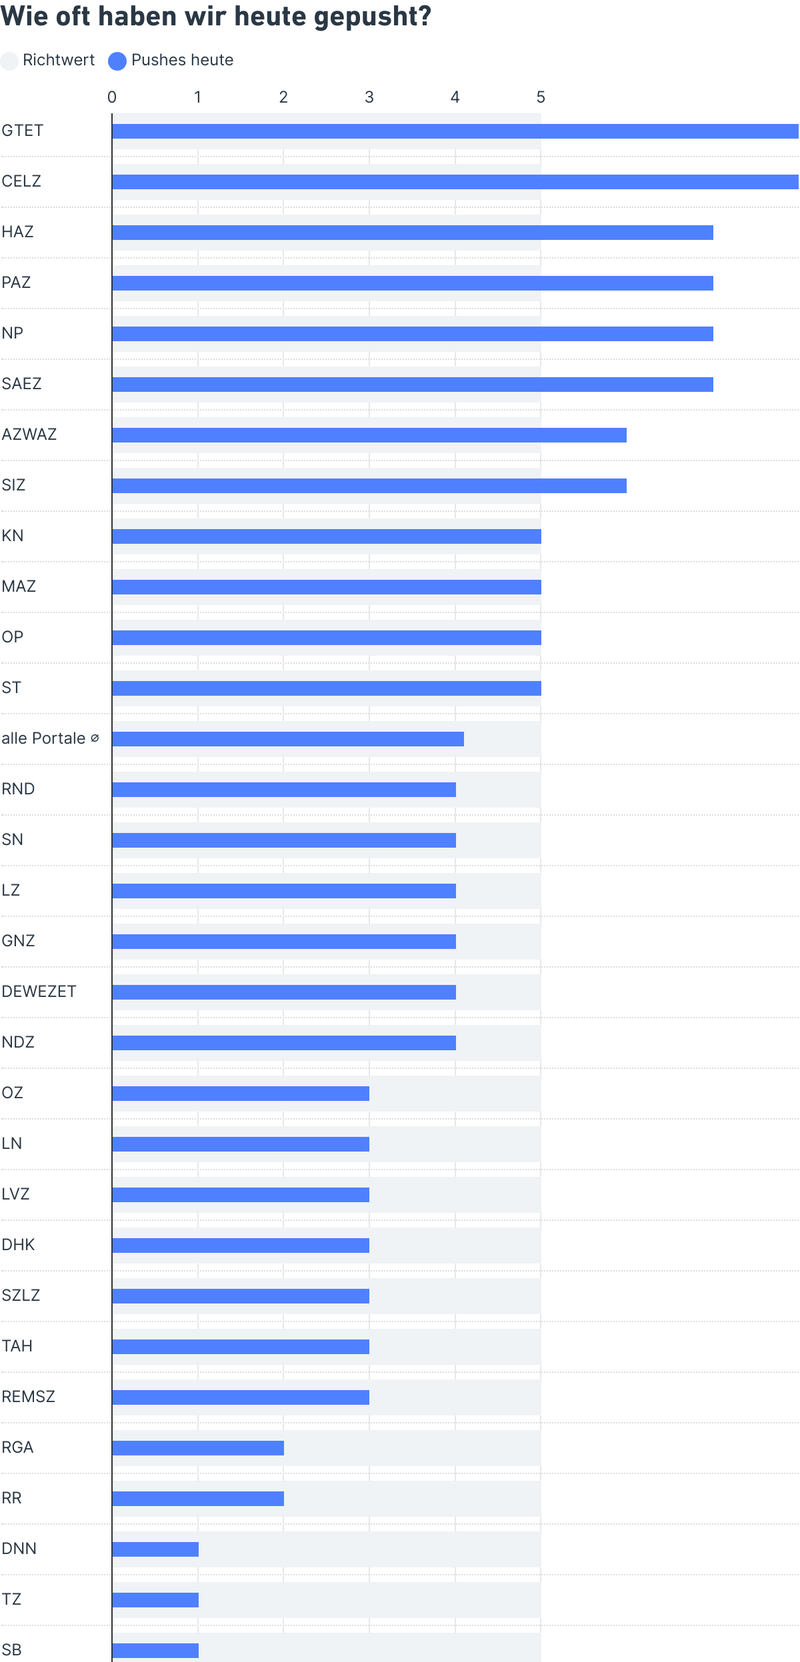 Wie oft haben wir heute gepusht?
Richtwert Pushes heute
0 1 2 3 4 5
GTET
CELZ
HAZ
PAZ
NP
SAEZ
AZWAZ
SIZ
KN
MAZ
OP
ST
alle Portale ⌀
RND
SN
LZ
GNZ
DEWEZET
NDZ
OZ
LN
LVZ
DHK
SZLZ
TAH
REMSZ
RGA
RR
DNN
TZ
SB